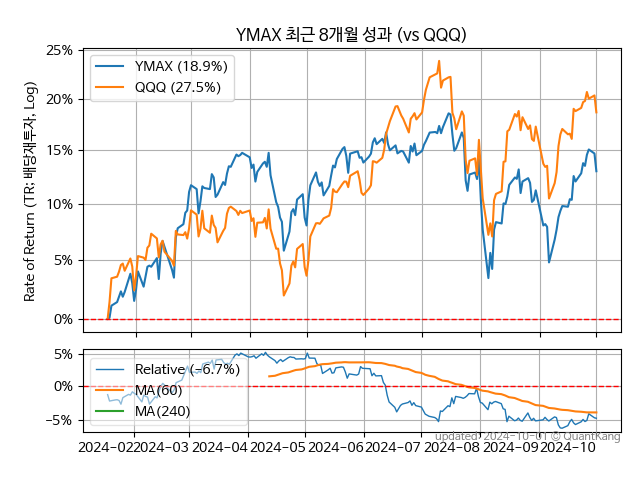 YMAX 최근 8개월 성과 (vs QQQ)
25%
20%
15%
10%
5%
0%
Rate of Return (TR: 배당재투자, Log)
YMAX (18.9%)
QQQ (27.5%)
5%
0%
−5%
Relative (−6.7%)
MA(60)
MA(240)
updated: 2024-10-01 © QuantKang
2024-02 2024-03 2024-04 2024-05 2024-06 2024-07 2024-08 2024-09 2024-10